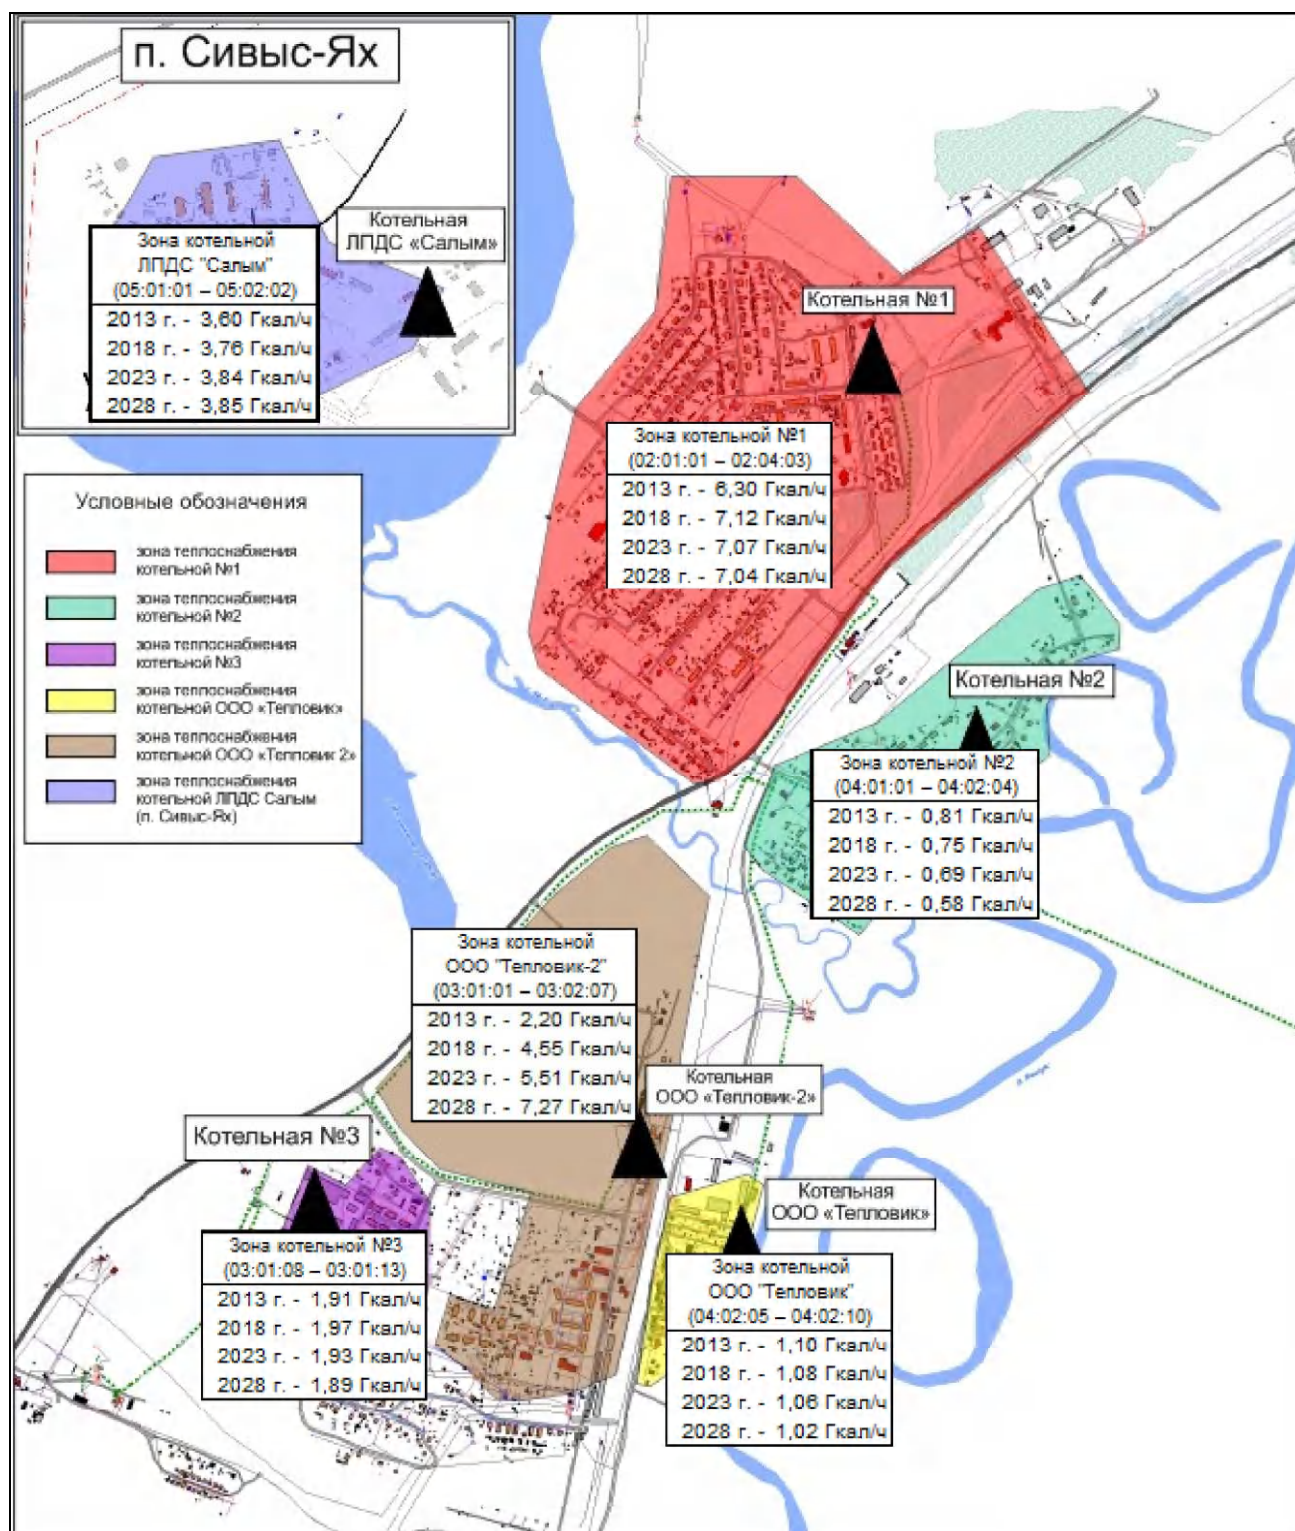 п. Сивыс-Ях
Котельная
ЛПДС «Салым»
Зона котельной
ЛПДС "Салым"
(05:01:01 – 05:02:02)
2013 г. - 3,60 Гкал/ч
2018 г. - 3,76 Гкал/ч
2023 г. - 3,84 Гкал/ч
2028 г. - 3,85 Гкал/ч
Котельная №1
Зона котельной №1
(02:01:01 – 02:04:03)
2013 г. - 6,30 Гкал/ч
2018 г. - 7,12 Гкал/ч
2023 г. - 7,07 Гкал/ч
2028 г. - 7,04 Гкал/ч
Условные обозначения
зона теплоснабжения
котельной №1
зона теплоснабжения
котельной №2
зона теплоснабжения
котельной №3
зона теплоснабжения
котельной ООО «Тепловик»
зона теплоснабжения
котельной ООО «Тепловик 2»
зона теплоснабжения
котельной ЛПДС Салым
(п. Сивыс-Ях)
Котельная №2
Зона котельной №2
(04:01:01 – 04:02:04)
2013 г. - 0,81 Гкал/ч
2018 г. - 0,75 Гкал/ч
2023 г. - 0,69 Гкал/ч
2028 г. - 0,58 Гкал/ч
Зона котельной
ООО "Тепловик-2"
(03:01:01 – 03:02:07)
2013 г. - 2,20 Гкал/ч
2018 г. - 4,55 Гкал/ч
2023 г. - 5,51 Гкал/ч
2028 г. - 7,27 Гкал/ч
Котельная
ООО «Тепловик-2»
Котельная №3
Зона котельной №3
(03:01:08 – 03:01:13)
2013 г. - 1,91 Гкал/ч
2018 г. - 1,97 Гкал/ч
2023 г. - 1,93 Гкал/ч
2028 г. - 1,89 Гкал/ч
Котельная
ООО «Тепловик»
Зона котельной
ООО "Тепловик"
(04:02:05 – 04:02:10)
2013 г. - 1,10 Гкал/ч
2018 г. - 1,08 Гкал/ч
2023 г. - 1,06 Гкал/ч
2028 г. - 1,02 Гкал/ч